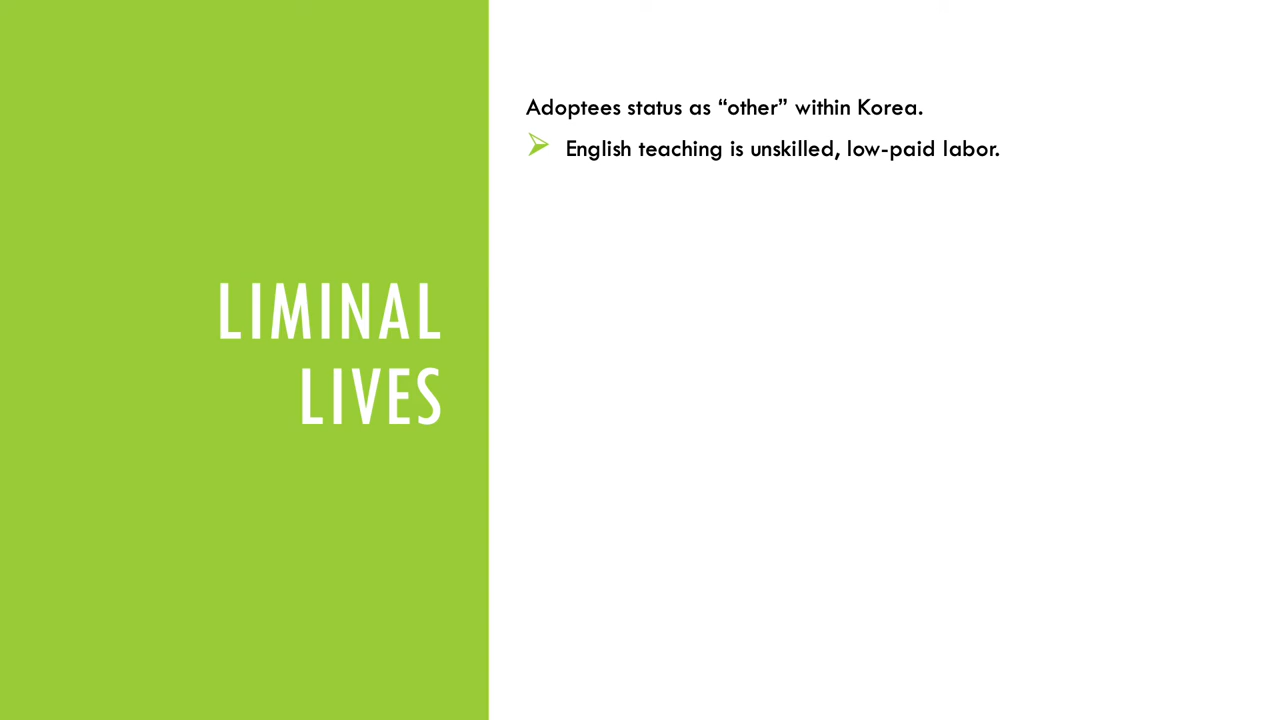 LIMINAL
LIVES
Adoptees status as “other” within Korea.
English teaching is unskilled, low-paid labor.